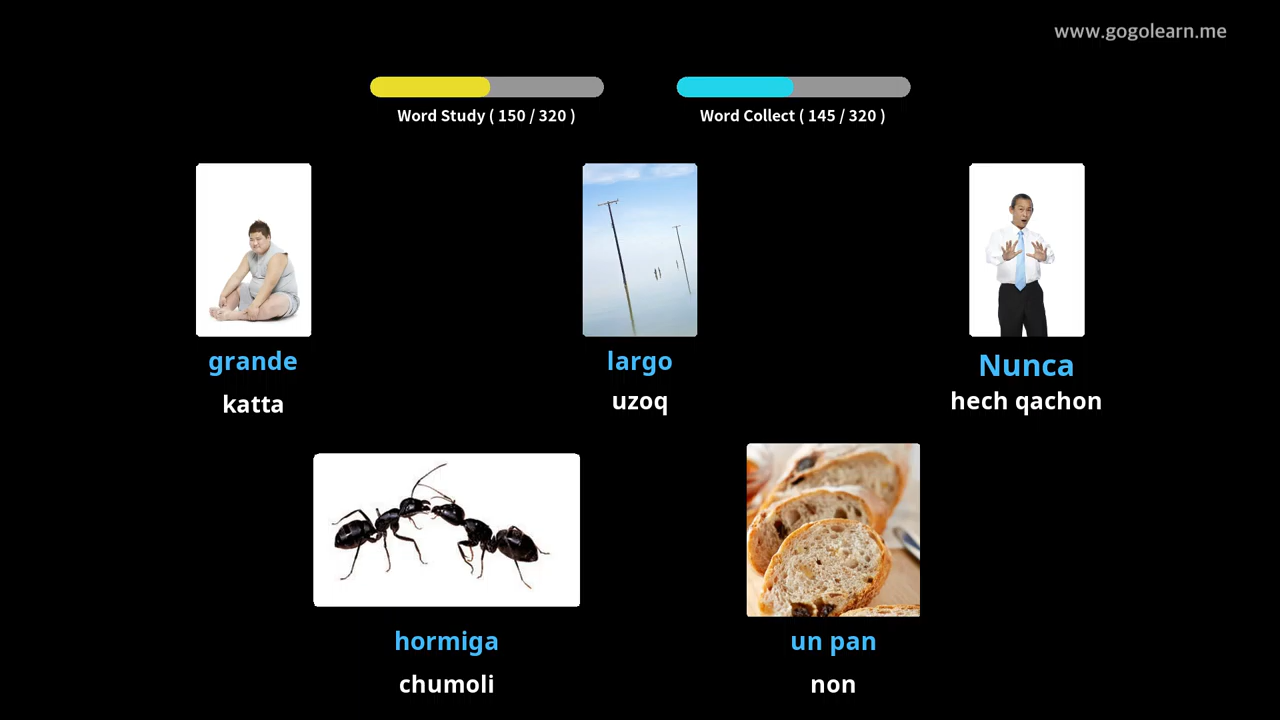 www.gogolearn.me
Word Study ( 150 / 320 )
Word Collect ( 145 / 320 )
grande
katta
largo
uzoq
Nunca
hech qachon
hormiga
chumoli
un pan
non